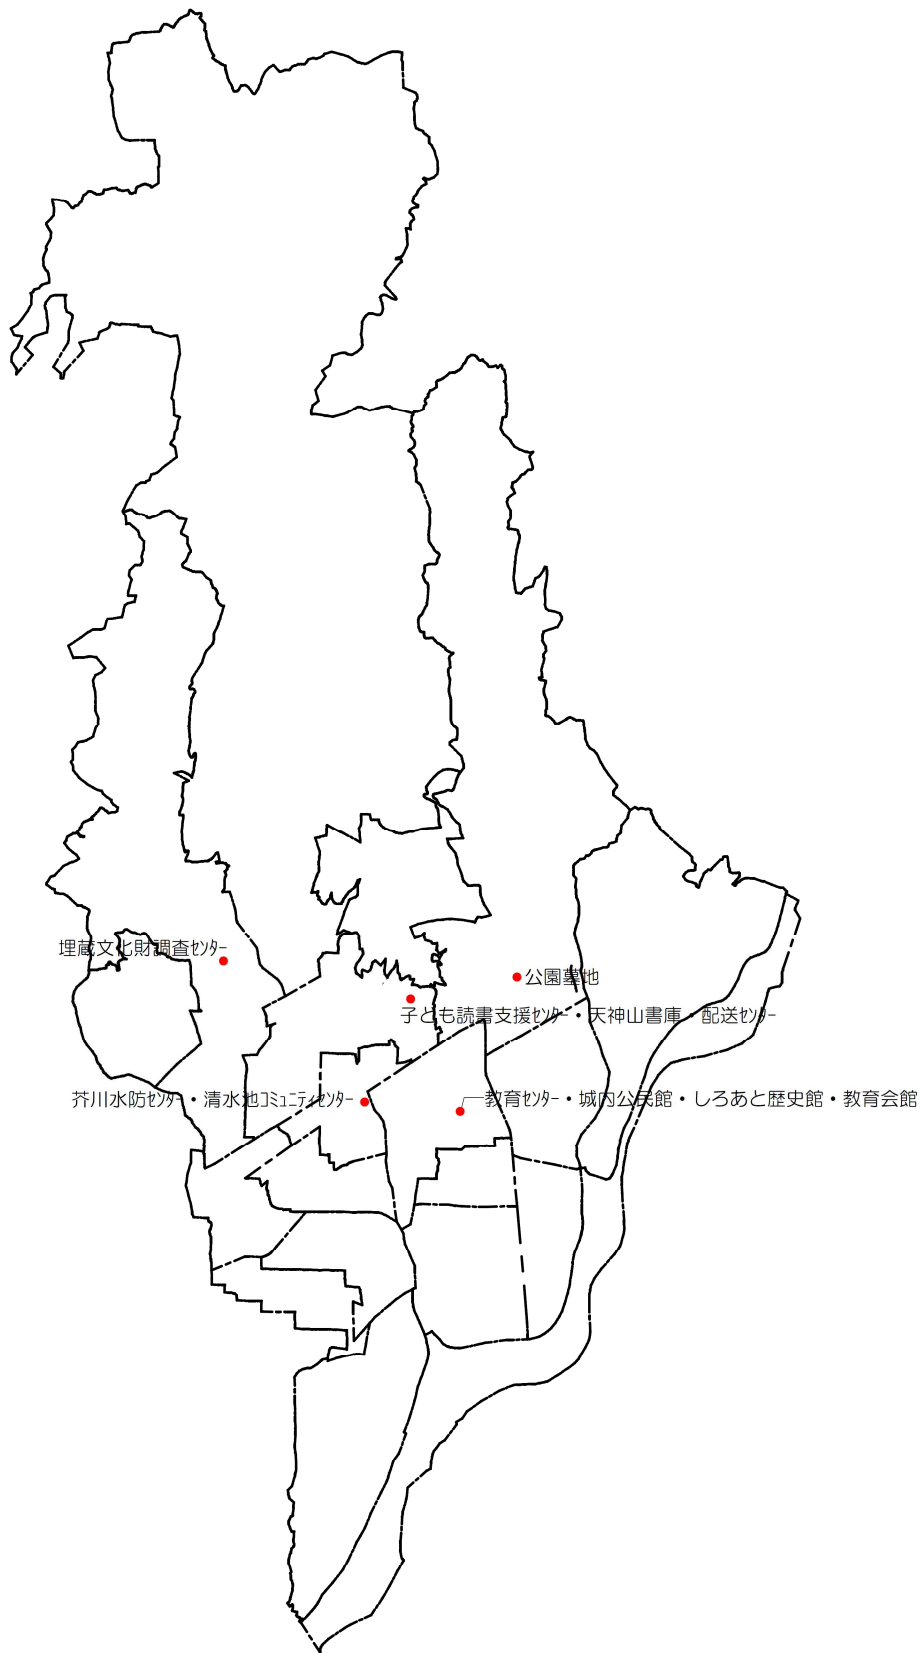 埋蔵文化財調査ｾﾝﾀｰ
公園墓地
子ども読書支援ｾﾝﾀｰ・天神山書庫・配送ｾﾝﾀｰ
芥川水防ｾﾝﾀｰ・清水池ｺﾐｭﾆﾃｨｾﾝﾀｰ
教育ｾﾝﾀｰ・城内公民館・しろあと歴史館・教育会館